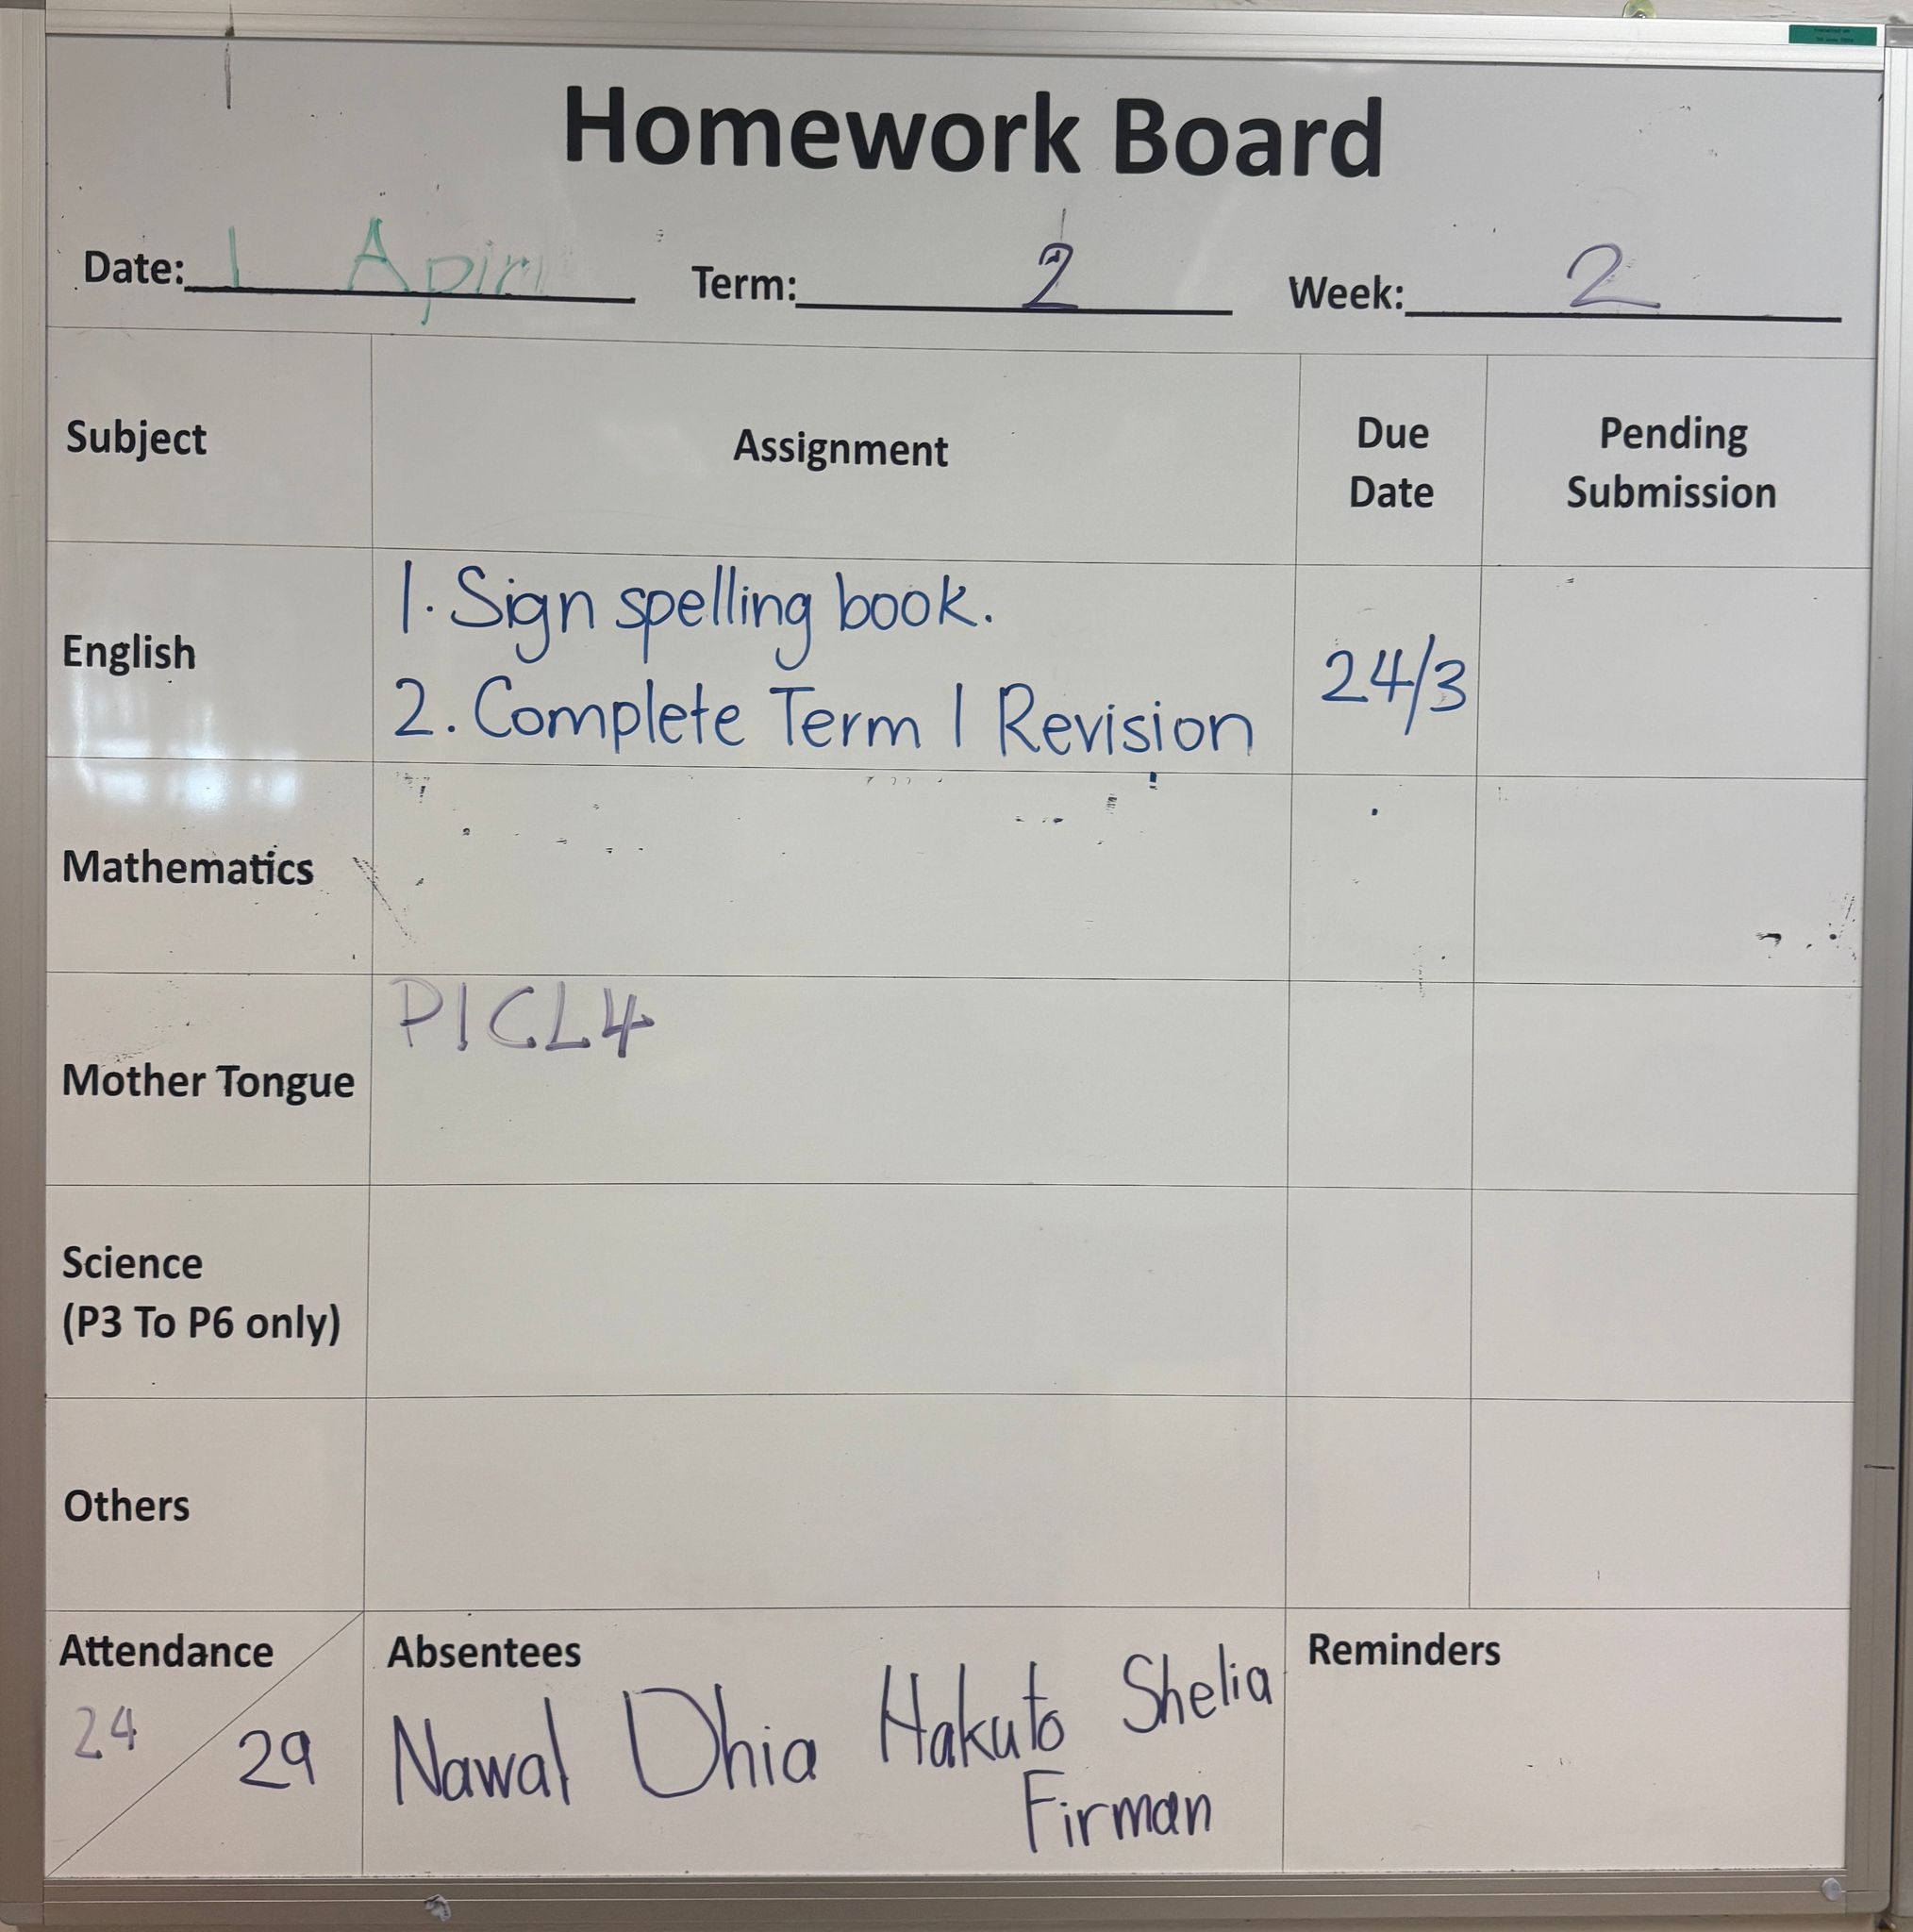 Homework Board
Date: 1 Apiril Term: 2 Week: 2
Subject Assignment Due Date Pending Submission
English
1. Sign spelling book.
2. Complete Term 1 Revision
24/3
Mathematics
Mother Tongue
P1CL4
Science
(P3 To P6 only)
Others
Attendance
24 / 29
Absentees
Nawal Dhia Hakuto Shelia
Firman
Reminders